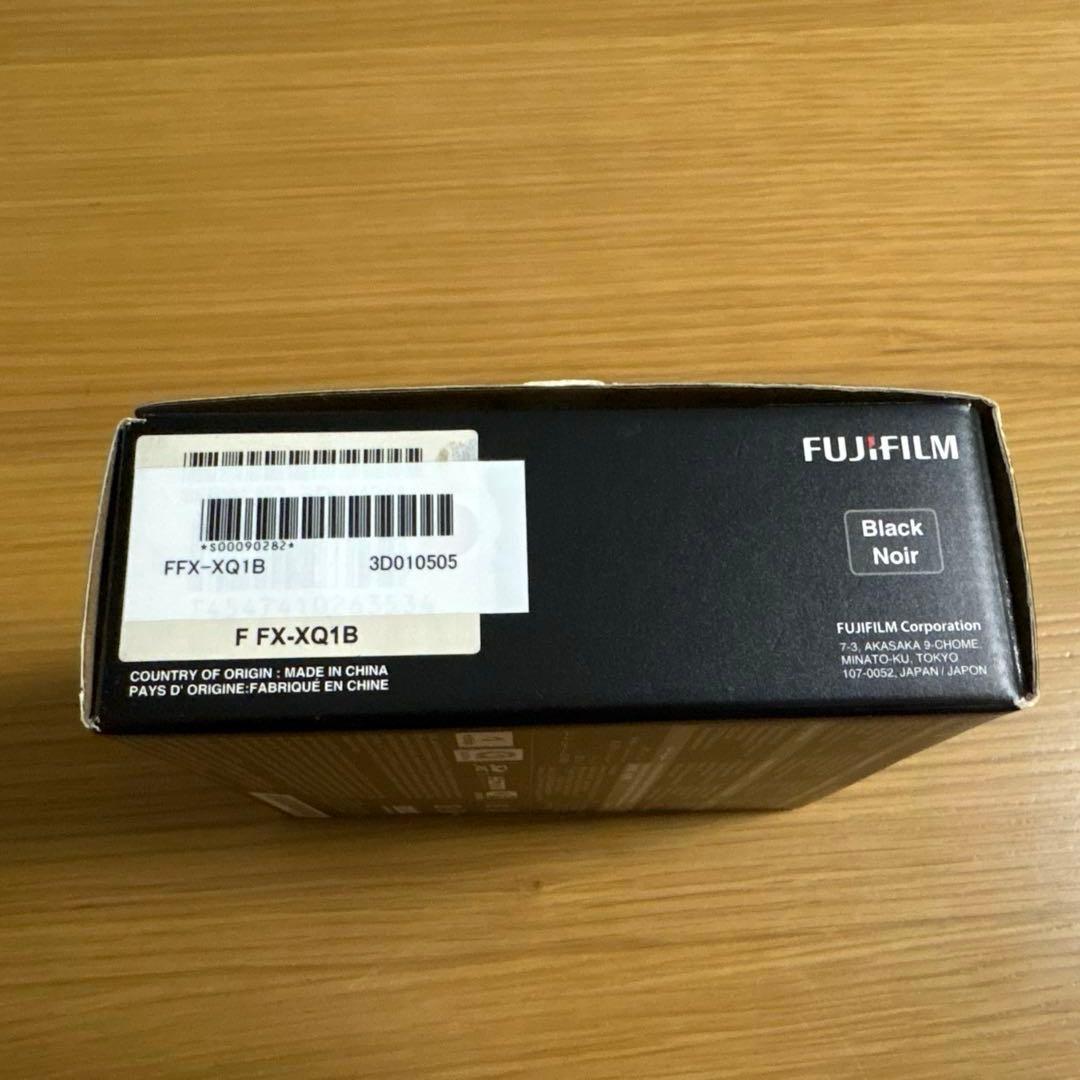 *S00090282*
FFX-XQ1B 3D010505
T4547410243534
F FX-XQ1B
COUNTRY OF ORIGIN : MADE IN CHINA
PAYS D' ORIGINE:FABRIQUÉ EN CHINE
FUJIFILM
Black
Noir
FUJIFILM Corporation
7-3, AKASAKA 9-CHOME,
MINATO-KU, TOKYO
107-0052, JAPAN / JAPON